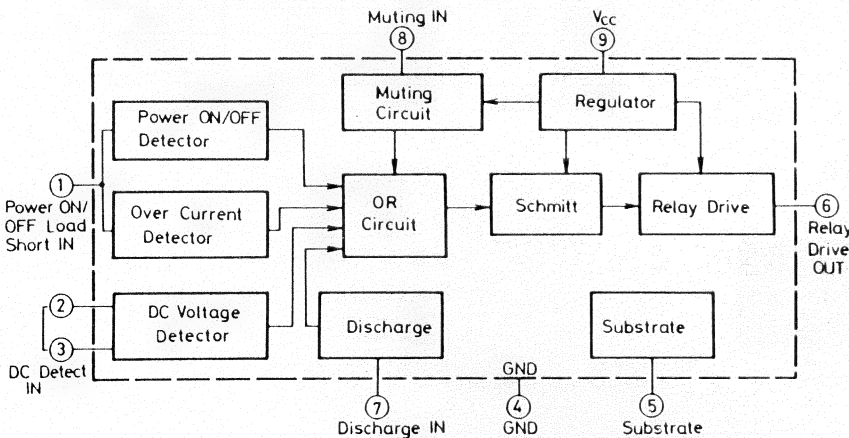 Muting IN
8
VCC
9
Muting
Circuit
Regulator
Power ON/OFF
Detector
1
Power ON/
OFF Load
Short IN
Over Current
Detector
OR
Circuit
Schmitt
Relay Drive
6
Relay
Drive
OUT
2
3
DC Detect
IN
DC Voltage
Detector
Discharge
Substrate
GND
7
Discharge IN
4
GND
5
Substrate